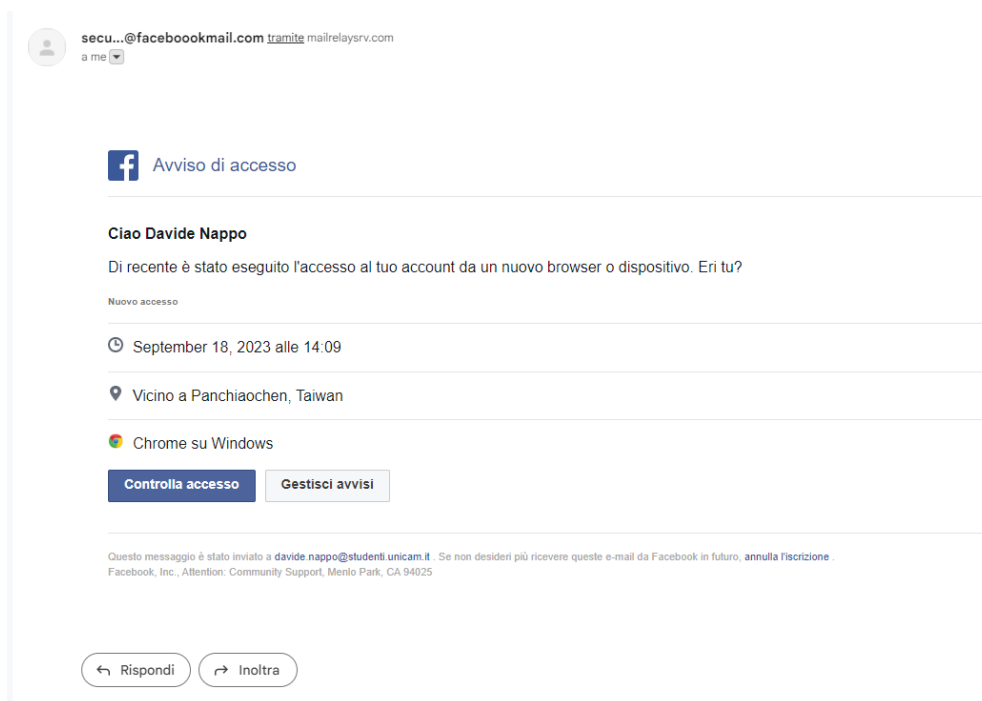 secu...@faceboookmail.com tramite mailrelaysrv.com
a me
Avviso di accesso
Ciao Davide Nappo
Di recente è stato eseguito l'accesso al tuo account da un nuovo browser o dispositivo. Eri tu?
Nuovo accesso
September 18, 2023 alle 14:09
Vicino a Panchiaochen, Taiwan
Chrome su Windows
Controlla accesso Gestisci avvisi
Questo messaggio è stato inviato a davide.nappo@studenti.unicam.it . Se non desideri più ricevere queste e-mail da Facebook in futuro, annulla l'iscrizione .
Facebook, Inc., Attention: Community Support, Menlo Park, CA 94025
Rispondi Inoltra